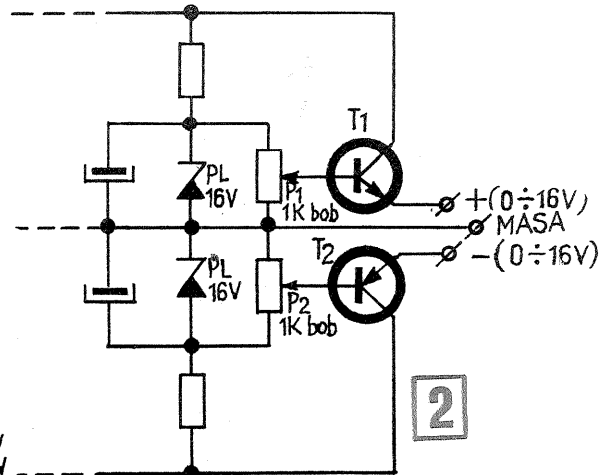 T1
PL
16V
P1
1K bob
+(0÷16V)
MASA
T2
-(0÷16V)
PL
16V
P2
1K bob
2